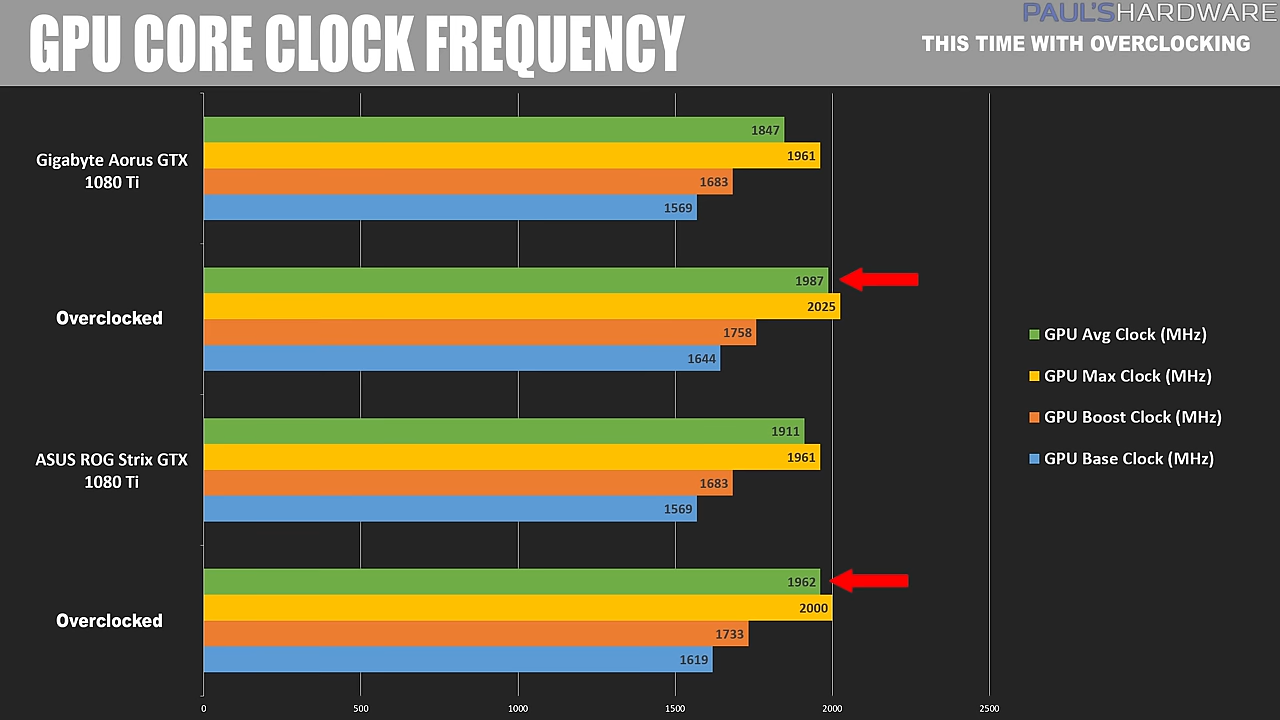 GPU CORE CLOCK FREQUENCY
PAUL'SHARDWARE
THIS TIME WITH OVERCLOCKING
Gigabyte Aorus GTX
1080 Ti
1847
1961
1683
1569
Overclocked
1987
2025
1758
1644
ASUS ROG Strix GTX
1080 Ti
1911
1961
1683
1569
Overclocked
1962
2000
1733
1619
0 500 1000 1500 2000 2500
GPU Avg Clock (MHz)
GPU Max Clock (MHz)
GPU Boost Clock (MHz)
GPU Base Clock (MHz)